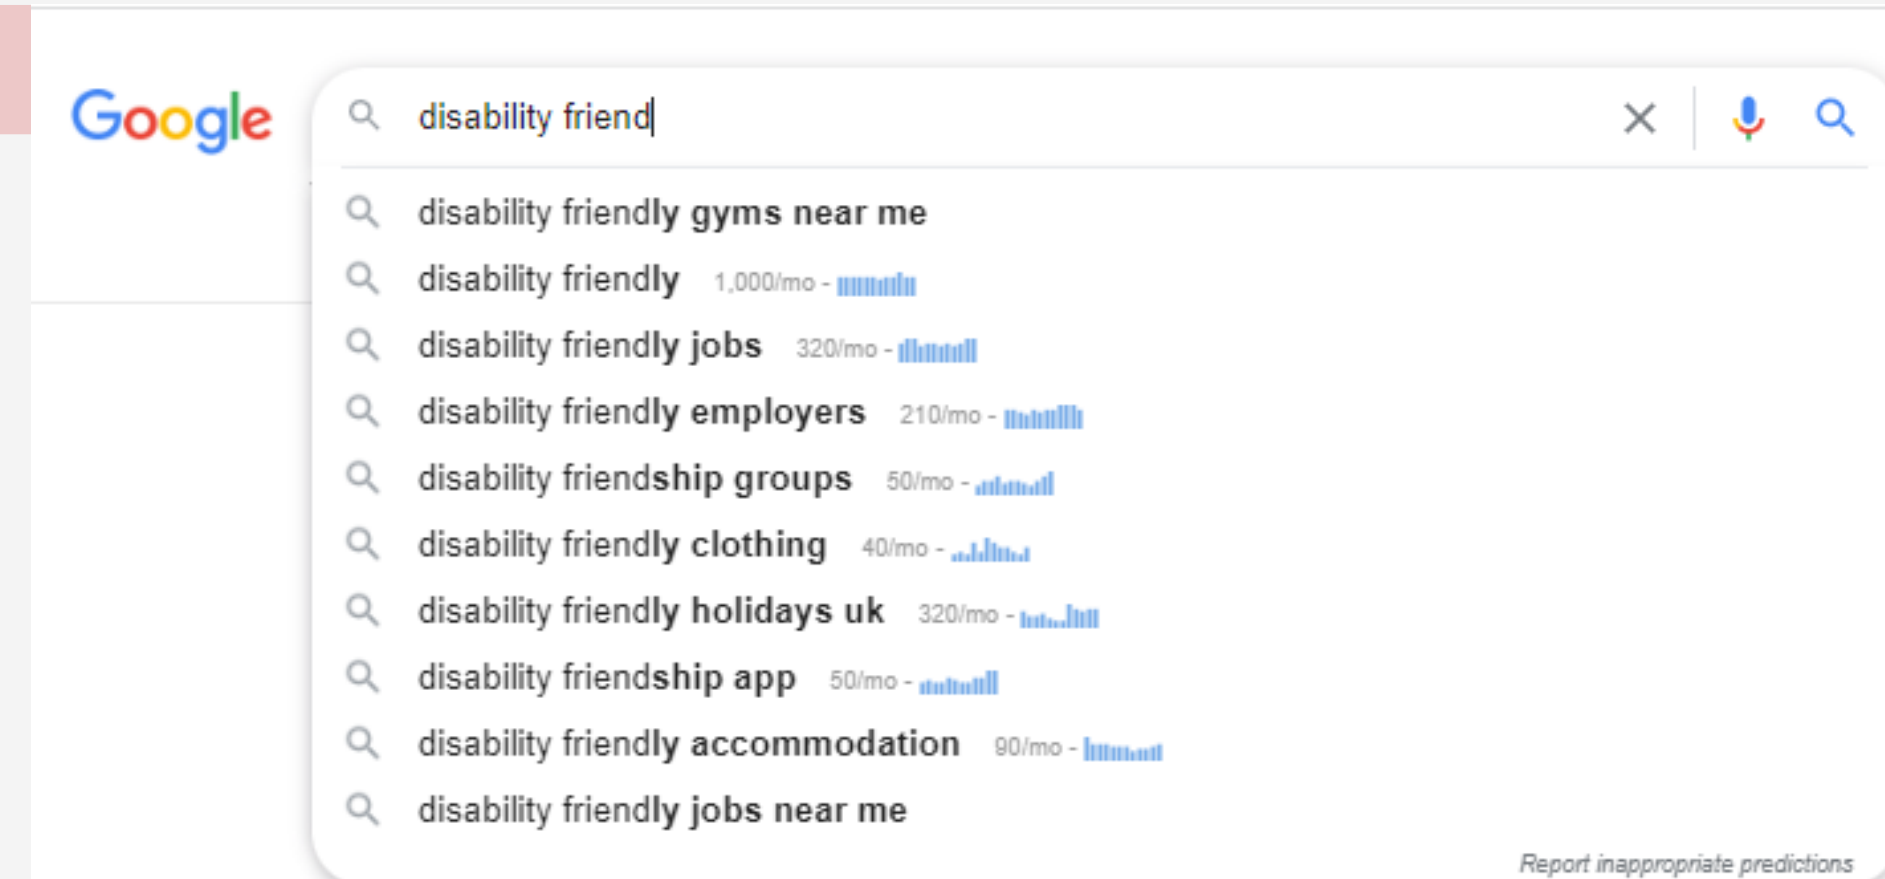 Google
disability friend
disability friendly gyms near me
disability friendly 1,000/mo -
disability friendly jobs 320/mo -
disability friendly employers 210/mo -
disability friendship groups 50/mo -
disability friendly clothing 40/mo -
disability friendly holidays uk 320/mo -
disability friendship app 50/mo -
disability friendly accommodation 90/mo -
disability friendly jobs near me
Report inappropriate predictions